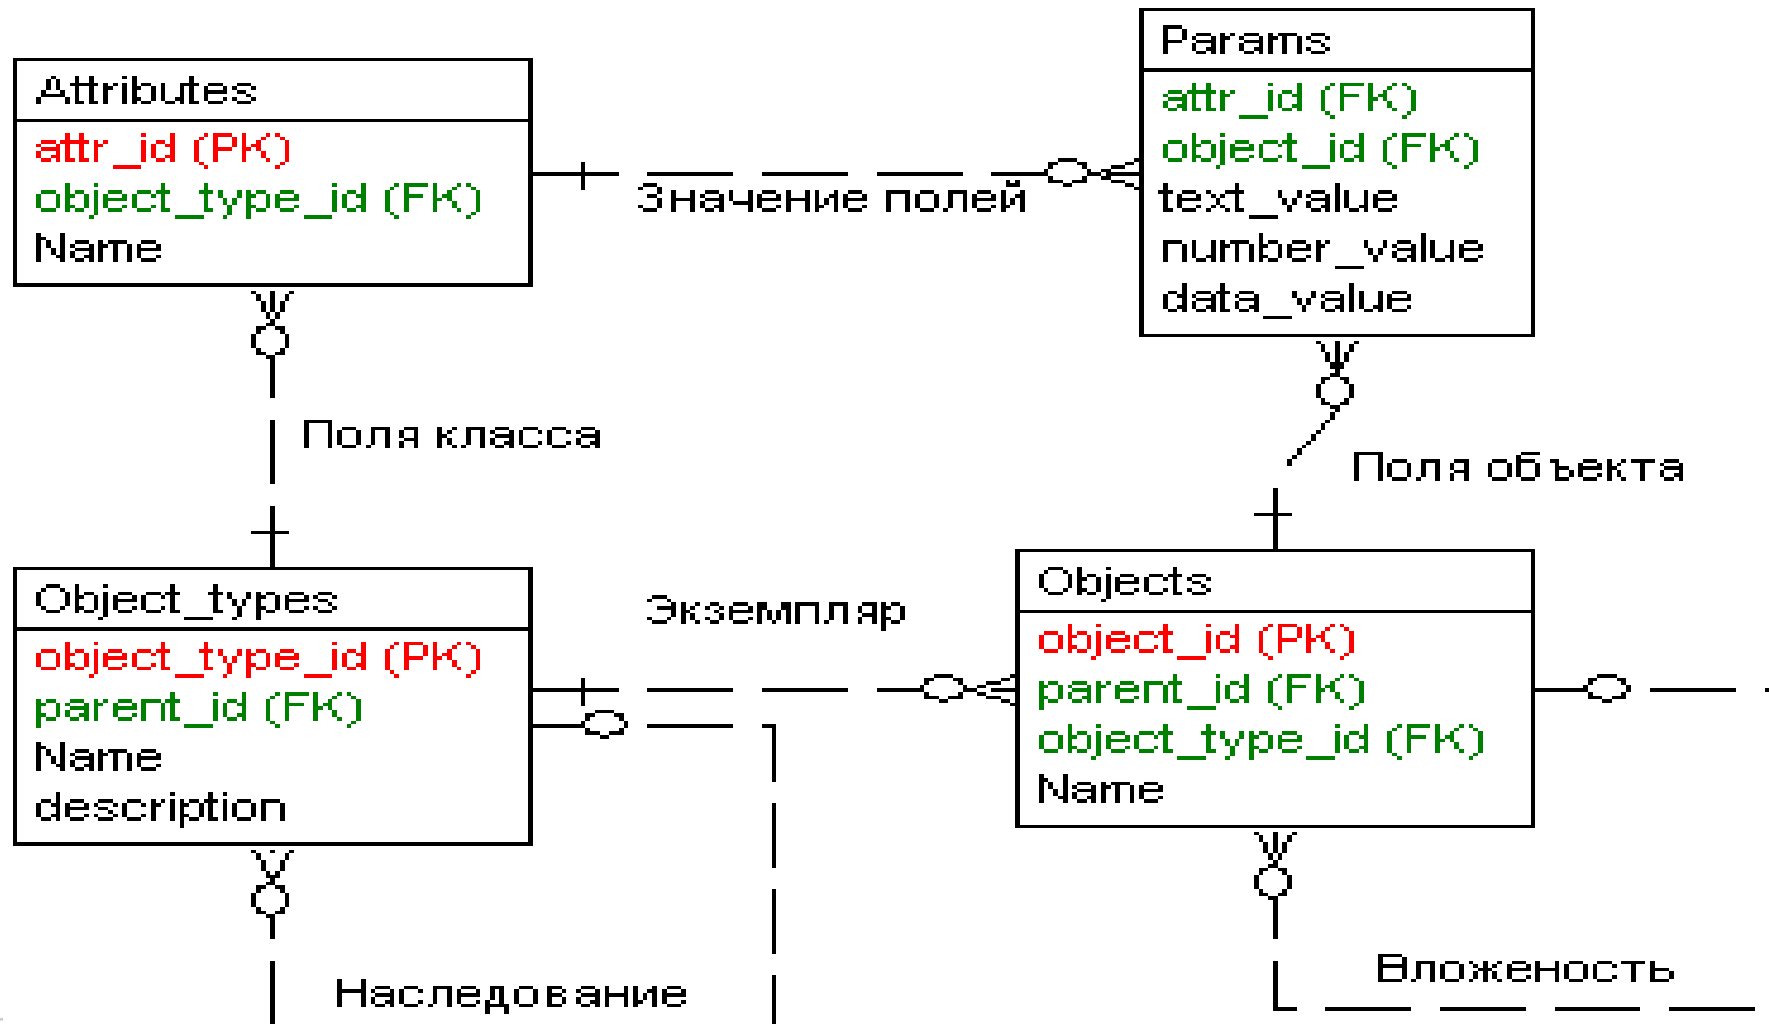 Attributes
attr_id (PK)
object_type_id (FK)
Name
Значение полей
Params
attr_id (FK)
object_id (FK)
text_value
number_value
data_value
Поля класса
Поля объекта
Object_types
object_type_id (PK)
parent_id (FK)
Name
description
Экземпляр
Objects
object_id (PK)
parent_id (FK)
object_type_id (FK)
Name
Наследование
Вложеность